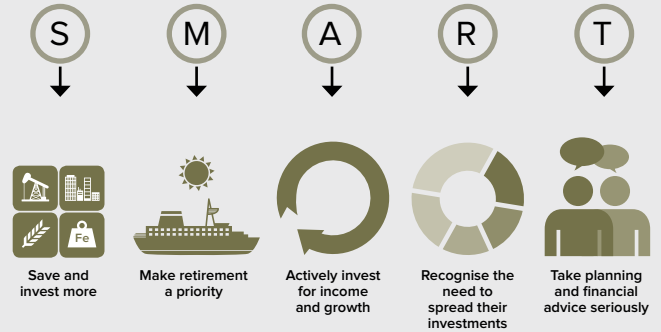 S M A R T
Fe
Save and
invest more
Make retirement
a priority
Actively invest
for income
and growth
Recognise the
need to
spread their
investments
Take planning
and financial
advice seriously